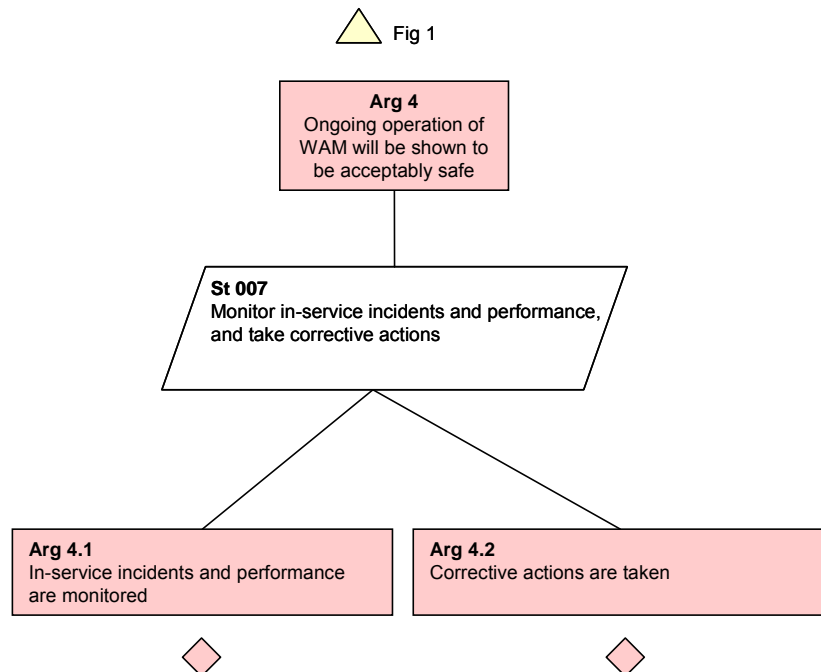 Fig 1
Arg 4
Ongoing operation of
WAM will be shown to
be acceptably safe
St 007
Monitor in-service incidents and performance,
and take corrective actions
Arg 4.1
In-service incidents and performance
are monitored
Arg 4.2
Corrective actions are taken